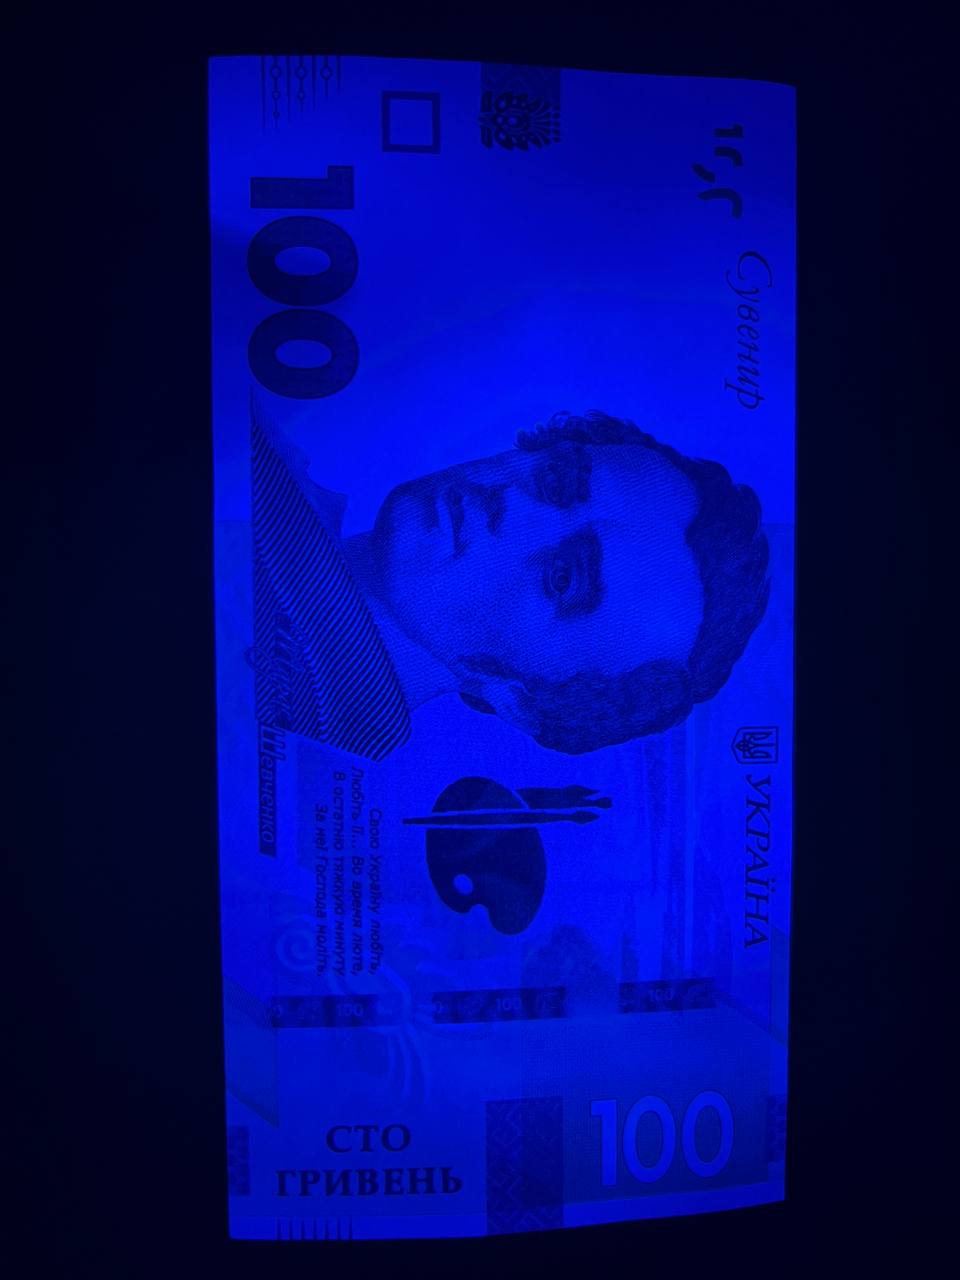 Сувенир
УКРАЇНА
100
100
100
100
100
Свою Україну любіть,
Любіть її... Во время люте,
В остатню тяжкую минуту
За неї Господа моліть.
Тарас Шевченко
СТО
ГРИВЕНЬ